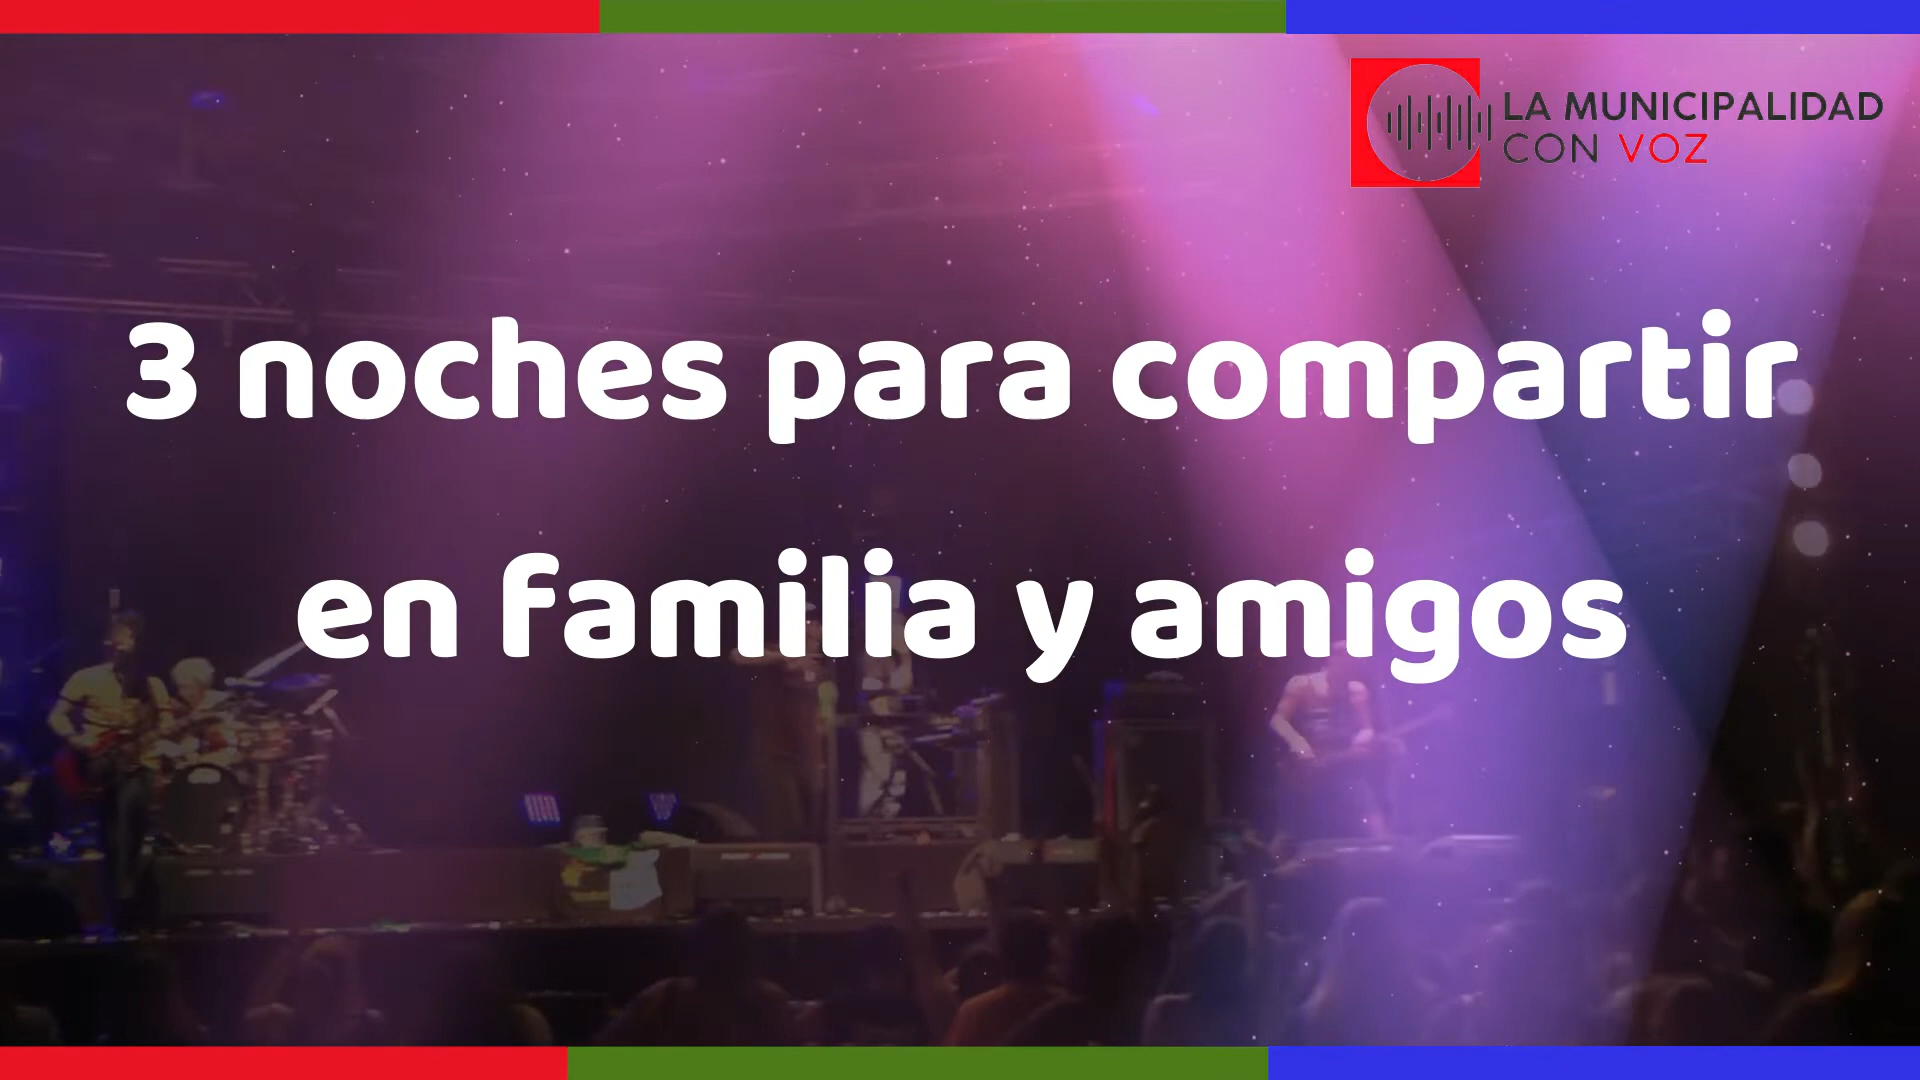 LA MUNICIPALIDAD
CON VOZ
3 noches para compartir
en familia y amigos